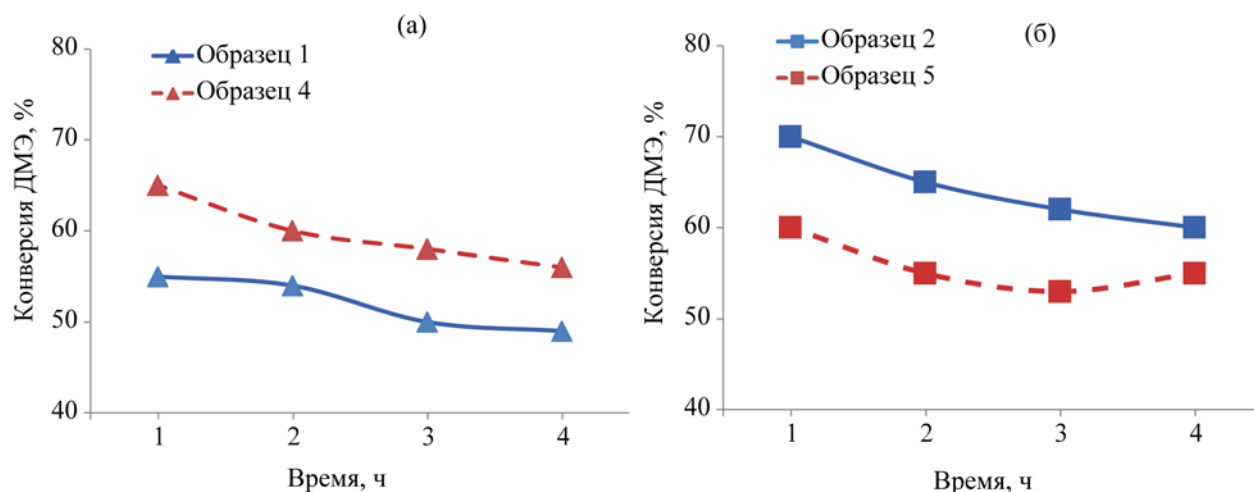 (а)
Образец 1
Образец 4
Конверсия ДМЭ, %
80
70
60
50
40
1 2 3 4
Время, ч
(б)
Образец 2
Образец 5
Конверсия ДМЭ, %
80
70
60
50
40
1 2 3 4
Время, ч